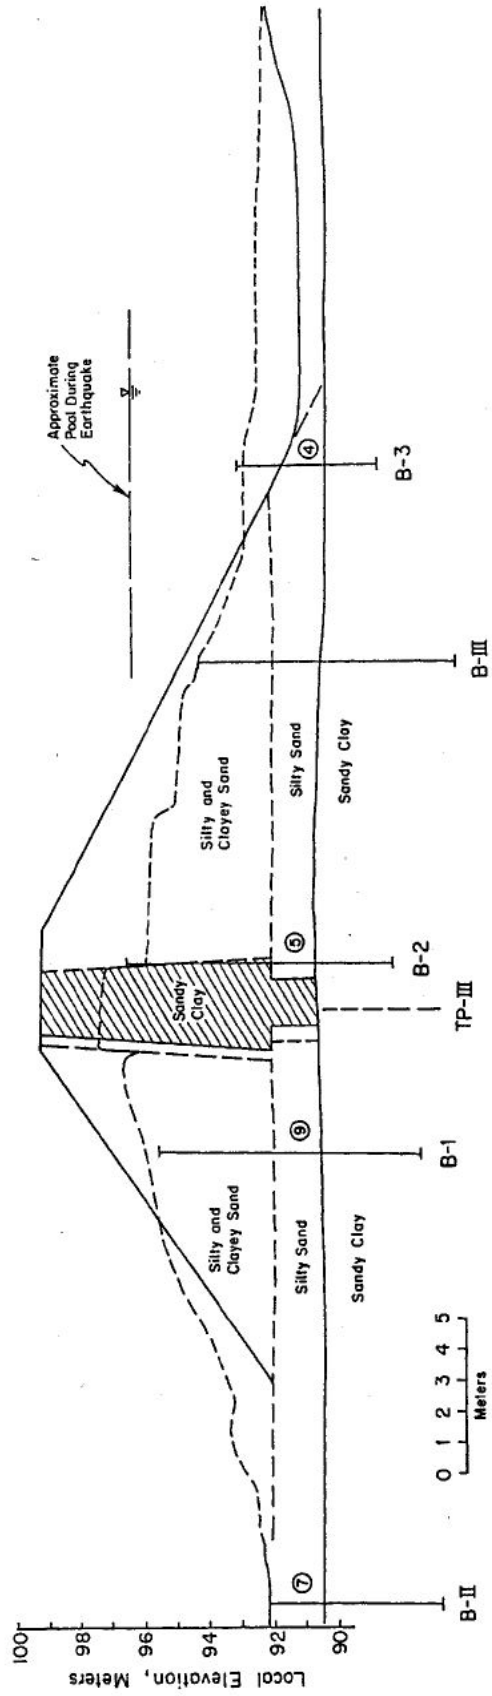 Approximate
Pool During
Earthquake
Local Elevation, Meters
100
98
96
94
92
90
Silty and
Clayey Sand
Sandy
Clay
Silty and
Clayey Sand
7
9
5
4
Silty Sand
Silty Sand
Sandy Clay
Sandy Clay
B-II
B-1
TP-III
B-2
B-III
B-3
0 1 2 3 4 5
Meters